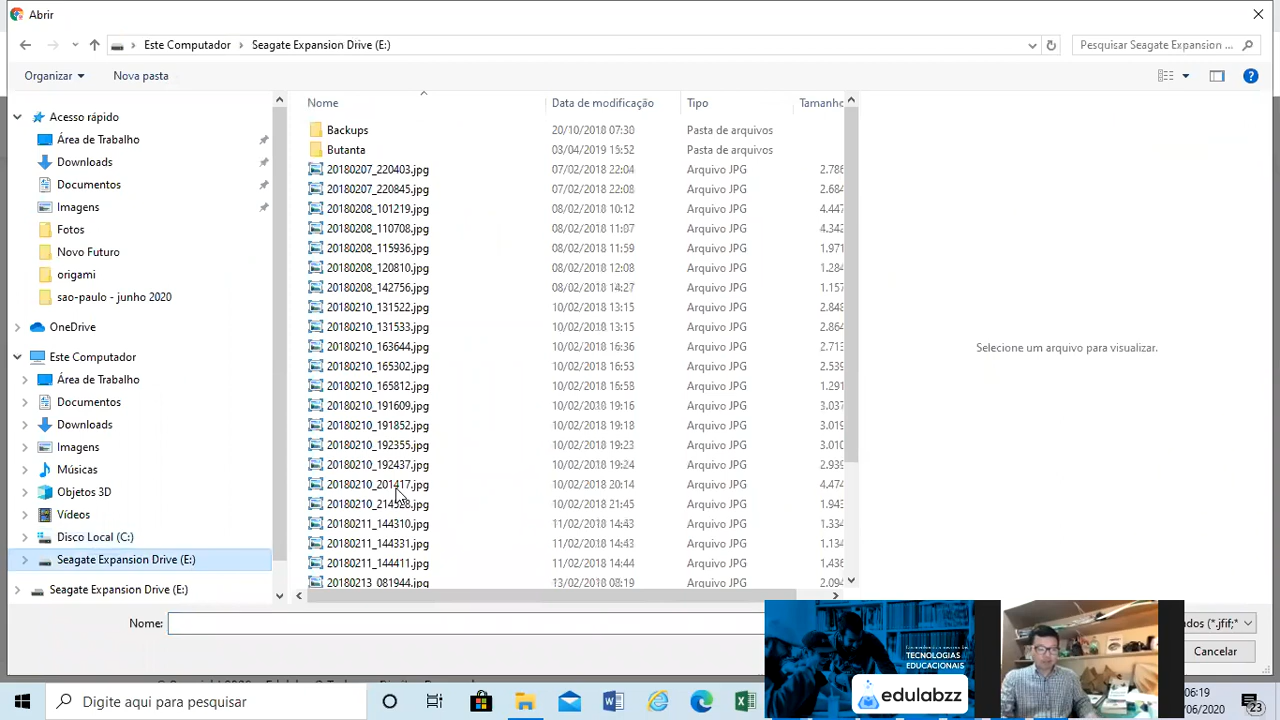 Abrir
Este Computador > Seagate Expansion Drive (E:)
Pesquisar Seagate Expansion ...
Organizar
Nova pasta
Acesso rápido
Área de Trabalho
Downloads
Documentos
Imagens
Fotos
Novo Futuro
origami
sao-paulo - junho 2020
OneDrive
Este Computador
Área de Trabalho
Documentos
Downloads
Imagens
Músicas
Objetos 3D
Vídeos
Disco Local (C:)
Seagate Expansion Drive (E:)
Seagate Expansion Drive (E:)
Nome Data de modificação Tipo Tamanho
Backups 20/10/2018 07:30 Pasta de arquivos
Butanta 03/04/2019 15:52 Pasta de arquivos
20180207_220403.jpg 07/02/2018 22:04 Arquivo JPG 2.786
20180207_220845.jpg 07/02/2018 22:08 Arquivo JPG 2.684
20180208_101219.jpg 08/02/2018 10:12 Arquivo JPG 4.447
20180208_110708.jpg 08/02/2018 11:07 Arquivo JPG 4.342
20180208_115936.jpg 08/02/2018 11:59 Arquivo JPG 1.971
20180208_120810.jpg 08/02/2018 12:08 Arquivo JPG 1.284
20180208_142756.jpg 08/02/2018 14:27 Arquivo JPG 1.157
20180210_131522.jpg 10/02/2018 13:15 Arquivo JPG 2.848
20180210_131533.jpg 10/02/2018 13:15 Arquivo JPG 2.864
20180210_163644.jpg 10/02/2018 16:36 Arquivo JPG 2.713
20180210_165302.jpg 10/02/2018 16:53 Arquivo JPG 2.539
20180210_165812.jpg 10/02/2018 16:58 Arquivo JPG 1.291
20180210_191609.jpg 10/02/2018 19:16 Arquivo JPG 3.037
20180210_191852.jpg 10/02/2018 19:18 Arquivo JPG 3.019
20180210_192355.jpg 10/02/2018 19:23 Arquivo JPG 3.010
20180210_192437.jpg 10/02/2018 19:24 Arquivo JPG 2.939
20180210_201417.jpg 10/02/2018 20:14 Arquivo JPG 4.474
10/02/2018 21:45 Arquivo JPG 1.943
20180211_144310.jpg 11/02/2018 14:43 Arquivo JPG 1.334
20180211_144331.jpg 11/02/2018 14:43 Arquivo JPG 1.134
20180211_144411.jpg 11/02/2018 14:44 Arquivo JPG 1.436
20180213_081944.jpg 13/02/2018 08:19 Arquivo JPG 2.094
Selecione um arquivo para visualizar.
Nome:
(*.jfif;*
Cancelar
TECNOLOGIAS
EDUCACIONAIS
edulabzz
Digite aqui para pesquisar
06:19
/06/2020
23